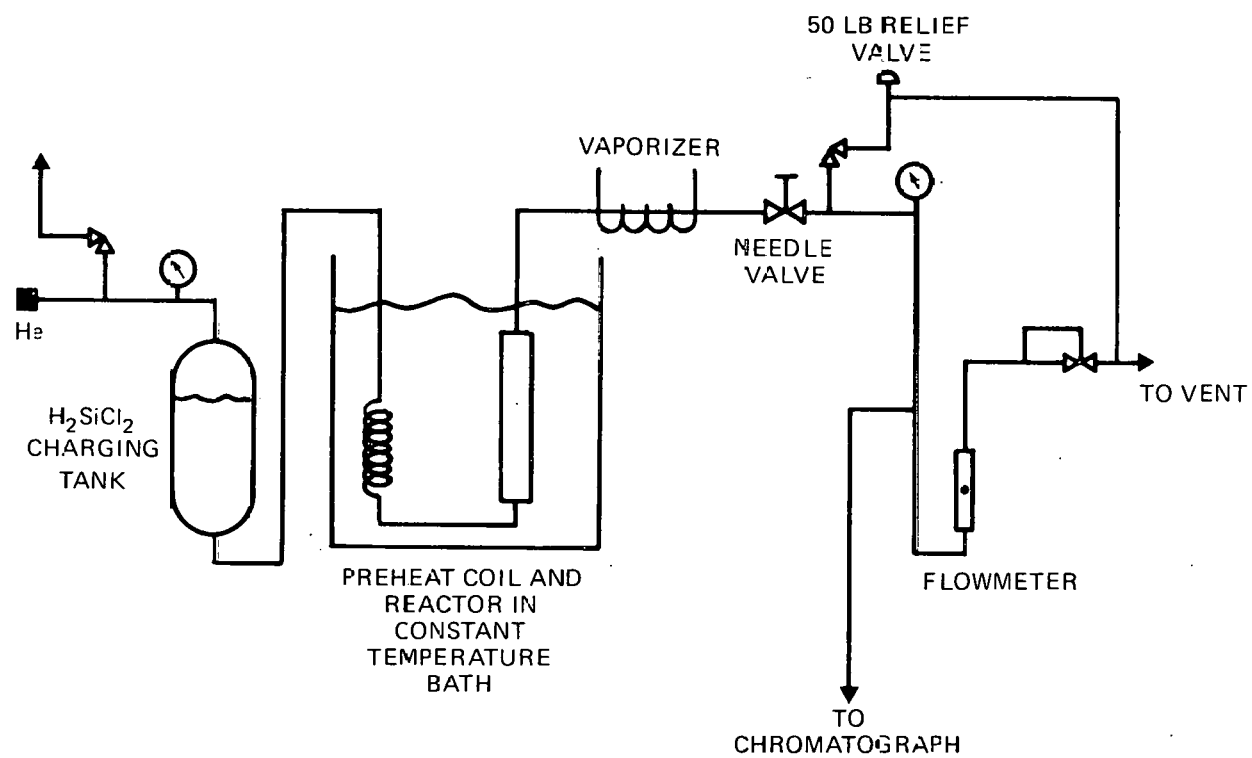 50 LB RELIEF
VALVE
VAPORIZER
NEEDLE
VALVE
He
H₂SiCl₂
CHARGING
TANK
TO VENT
PREHEAT COIL AND
REACTOR IN
CONSTANT
TEMPERATURE
BATH
FLOWMETER
TO
CHROMATOGRAPH